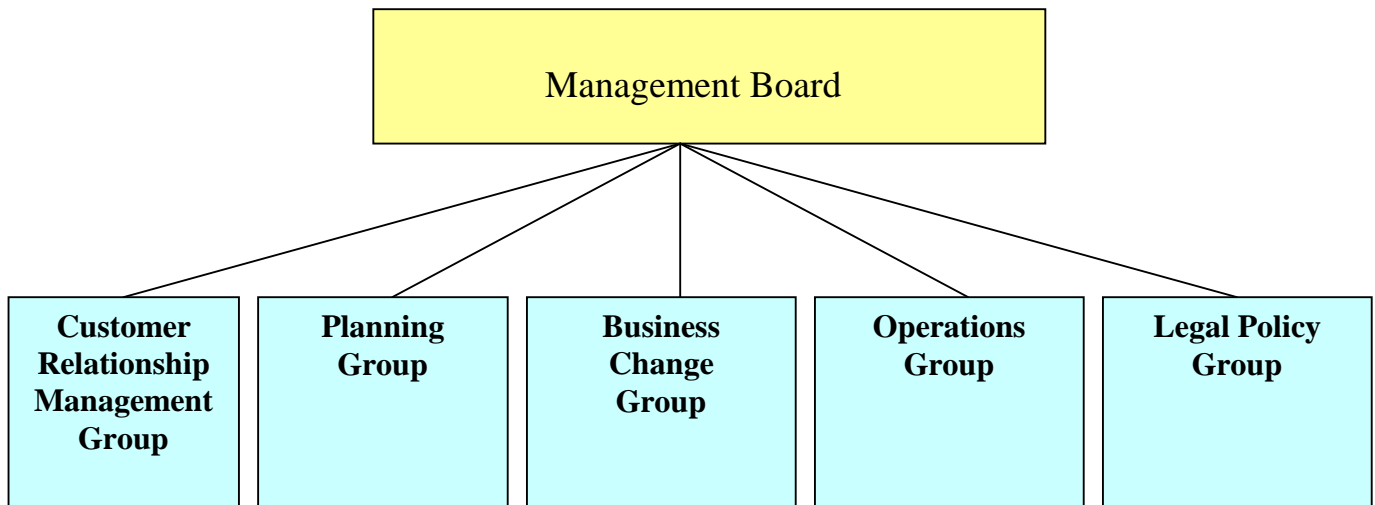 Management Board
Customer
Relationship
Management
Group
Planning
Group
Business
Change
Group
Operations
Group
Legal Policy
Group